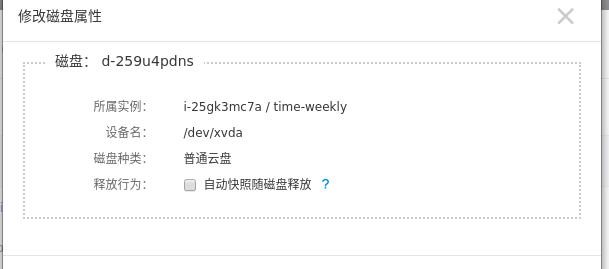 修改磁盘属性
磁盘： d-259u4pdns
所属实例： i-25gk3mc7a / time-weekly
设备名： /dev/xvda
磁盘种类： 普通云盘
释放行为： 自动快照随磁盘释放 ?